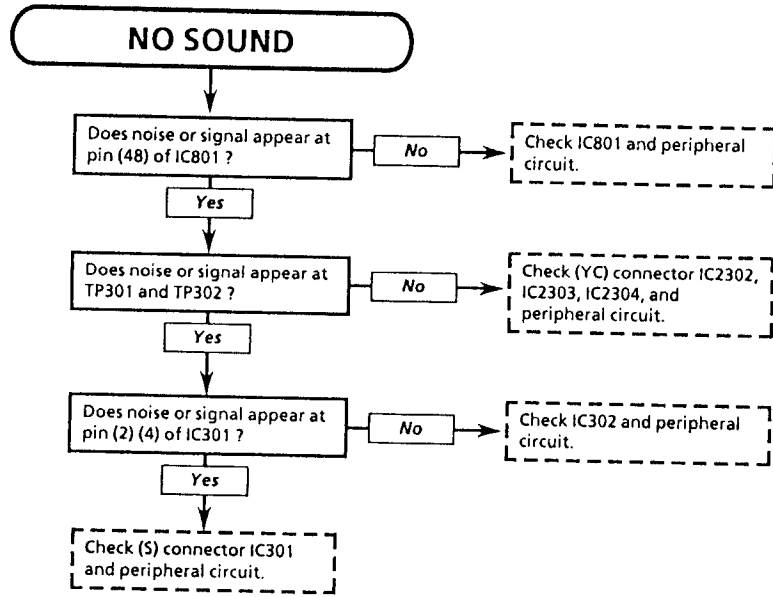 NO SOUND
Does noise or signal appear at
pin (48) of IC801 ?
No
Check IC801 and peripheral
circuit.
Yes
Does noise or signal appear at
TP301 and TP302 ?
No
Check (YC) connector IC2302,
IC2303, IC2304, and
peripheral circuit.
Yes
Does noise or signal appear at
pin (2) (4) of IC301 ?
No
Check IC302 and peripheral
circuit.
Yes
Check (S) connector IC301
and peripheral circuit.